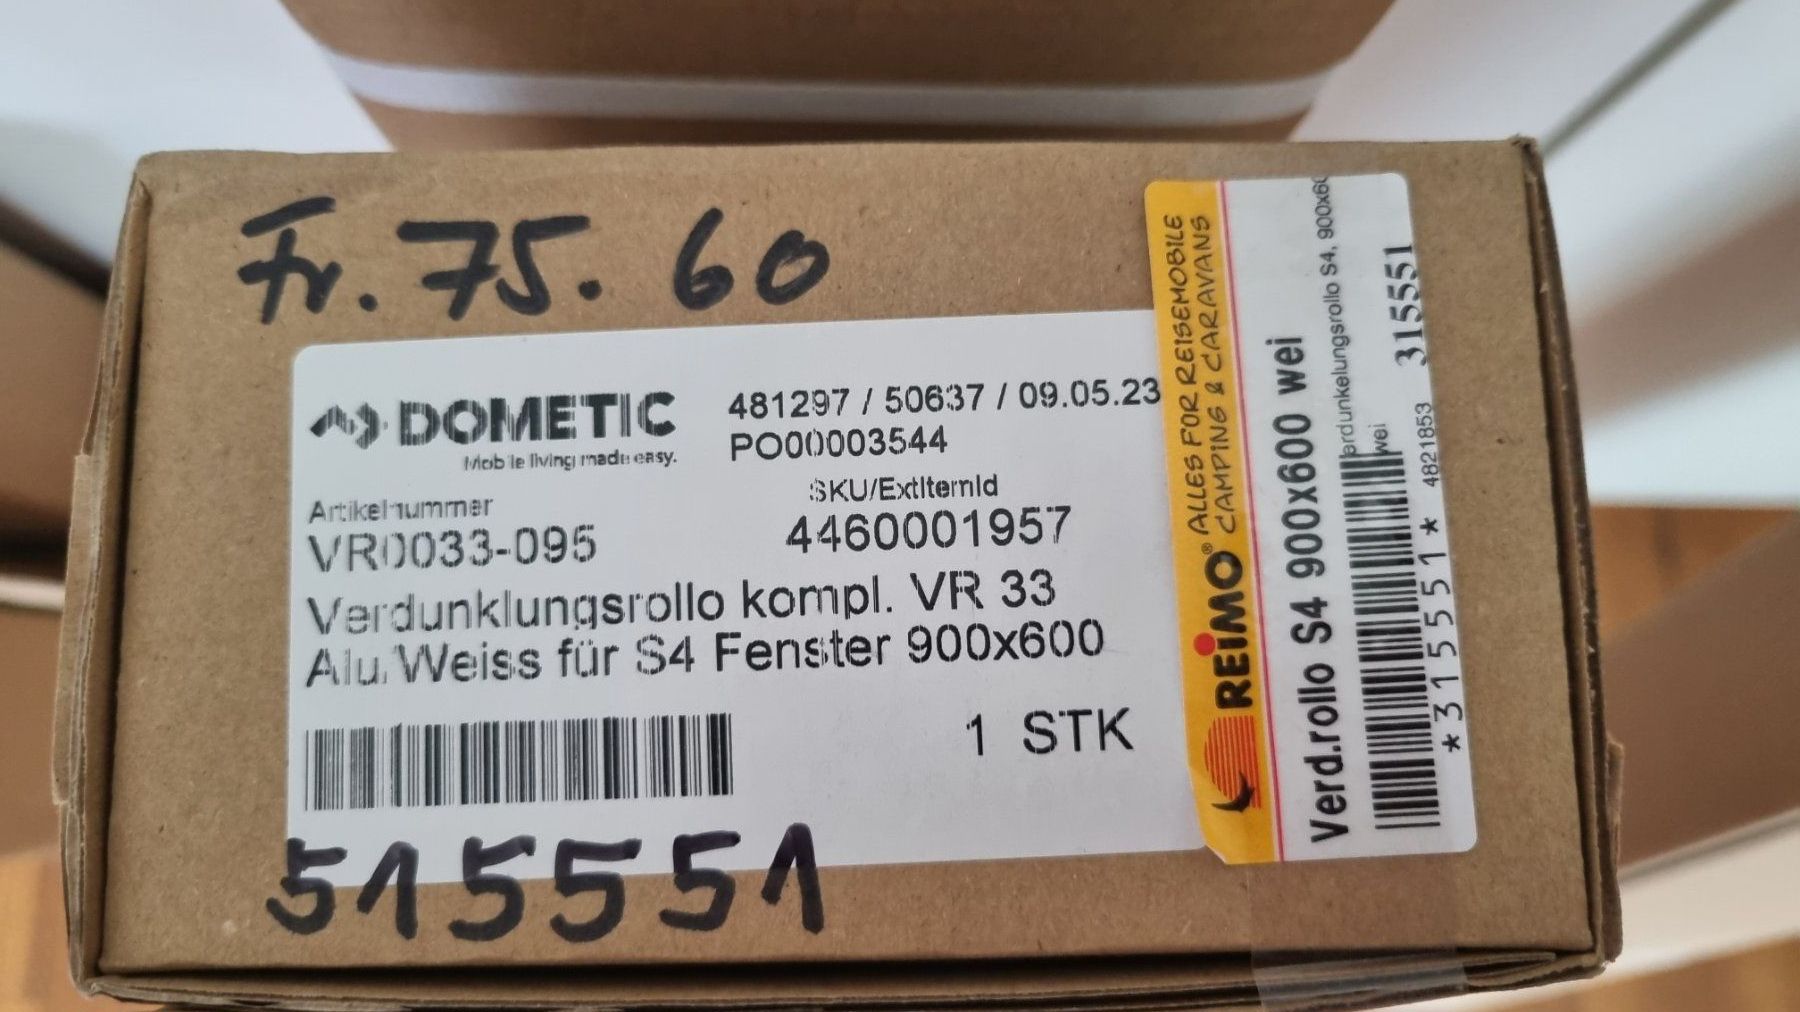 Fr. 75. 60
DOMETIC
Mobile living made easy.
481297 / 50637 / 09.05.23
PO00003544
Artikelnummer
VR0033-095
SKU/ExtItemId
4460001957
Verdunklungsrollo kompl. VR 33
Alu/Weiss für S4 Fenster 900x600
1 STK
515551
REIMO® ALLES FOR REISEMOBILE
CAMPING & CARAVANS
Verd.rollo S4 900x600 wei
erdunkelungsrollo S4, 900x60
wei
4821853 315551
*315551*